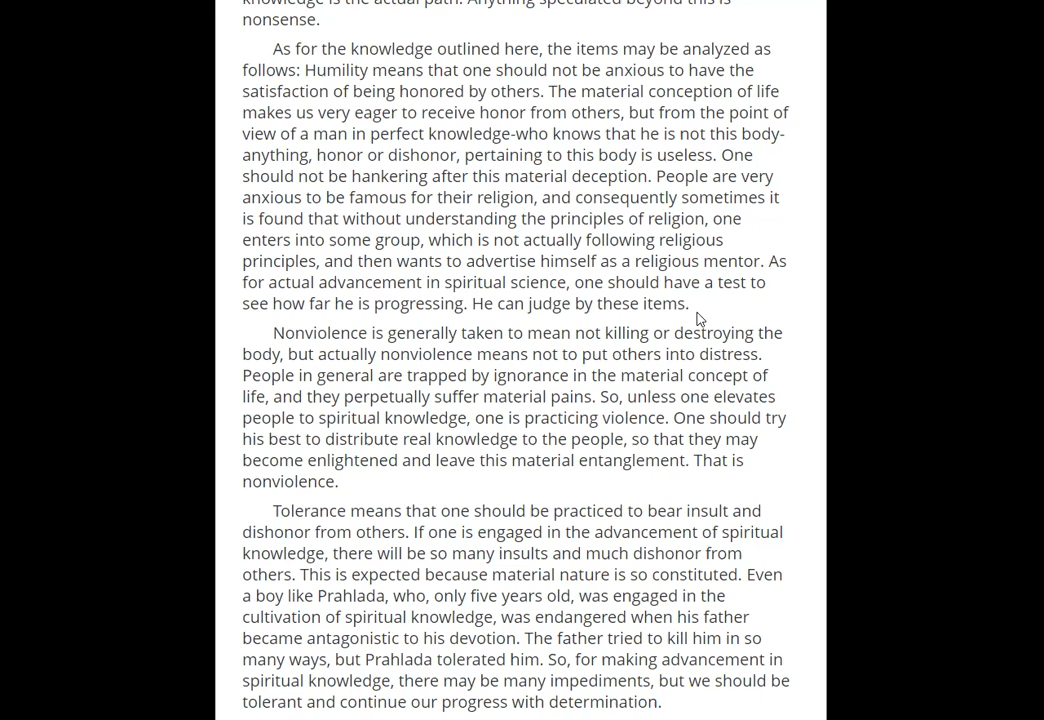 knowledge is the actual path. Anything speculated beyond this is
nonsense.
As for the knowledge outlined here, the items may be analyzed as
follows: Humility means that one should not be anxious to have the
satisfaction of being honored by others. The material conception of life
makes us very eager to receive honor from others, but from the point of
view of a man in perfect knowledge-who knows that he is not this body-
anything, honor or dishonor, pertaining to this body is useless. One
should not be hankering after this material deception. People are very
anxious to be famous for their religion, and consequently sometimes it
is found that without understanding the principles of religion, one
enters into some group, which is not actually following religious
principles, and then wants to advertise himself as a religious mentor. As
for actual advancement in spiritual science, one should have a test to
see how far he is progressing. He can judge by these items.
Nonviolence is generally taken to mean not killing or destroying the
body, but actually nonviolence means not to put others into distress.
People in general are trapped by ignorance in the material concept of
life, and they perpetually suffer material pains. So, unless one elevates
people to spiritual knowledge, one is practicing violence. One should try
his best to distribute real knowledge to the people, so that they may
become enlightened and leave this material entanglement. That is
nonviolence.
Tolerance means that one should be practiced to bear insult and
dishonor from others. If one is engaged in the advancement of spiritual
knowledge, there will be so many insults and much dishonor from
others. This is expected because material nature is so constituted. Even
a boy like Prahlada, who, only five years old, was engaged in the
cultivation of spiritual knowledge, was endangered when his father
became antagonistic to his devotion. The father tried to kill him in so
many ways, but Prahlada tolerated him. So, for making advancement in
spiritual knowledge, there may be many impediments, but we should be
tolerant and continue our progress with determination.